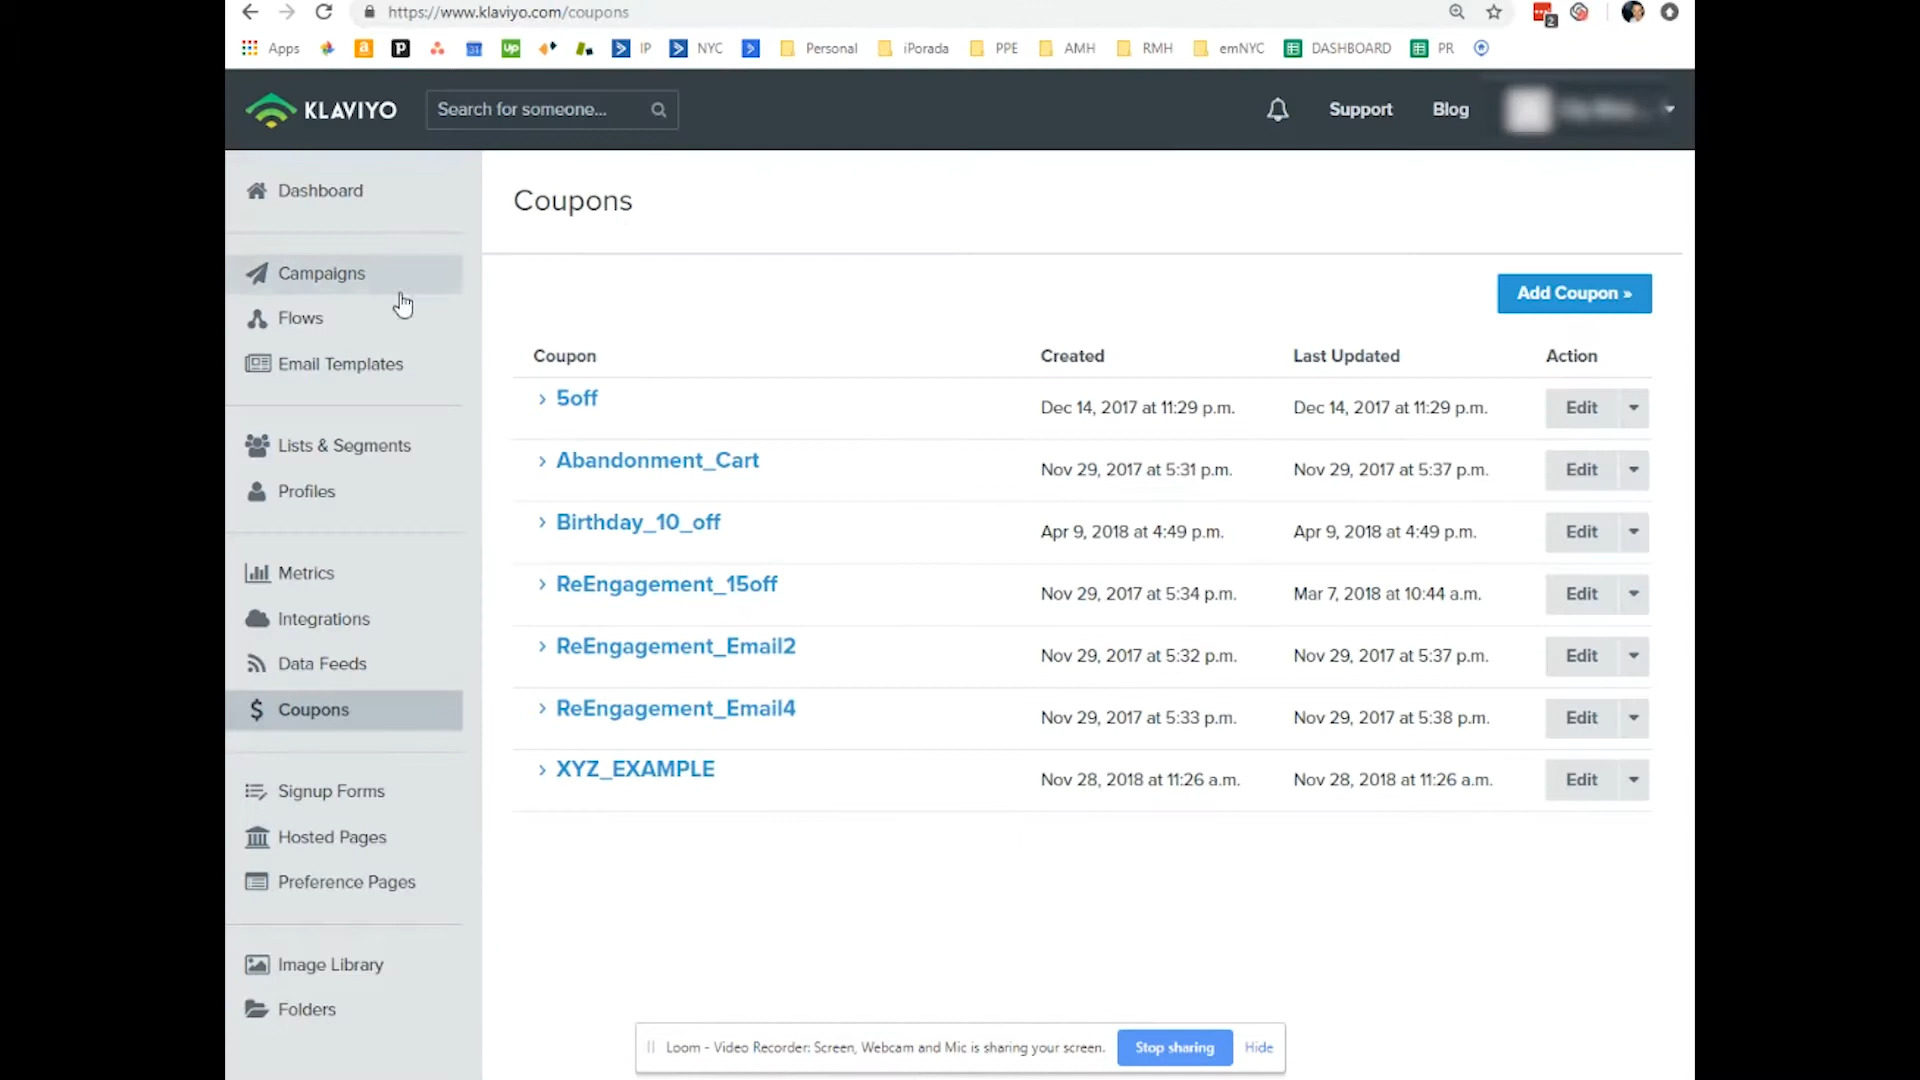 https://www.klaviyo.com/coupons
2
Apps
31
up
IP
NYC
Personal
iPorada
PPE
AMH
RMH
emNYC
DASHBOARD
PR
KLAVIYO
Search for someone...
Support
Blog
Dashboard
Campaigns
Flows
Email Templates
Lists & Segments
Profiles
Metrics
Integrations
Data Feeds
Coupons
Signup Forms
Hosted Pages
Preference Pages
Image Library
Folders
Coupons
Add Coupon »
Coupon Created Last Updated Action
5off Dec 14, 2017 at 11:29 p.m. Dec 14, 2017 at 11:29 p.m. Edit
Abandonment_Cart Nov 29, 2017 at 5:31 p.m. Nov 29, 2017 at 5:37 p.m. Edit
Birthday_10_off Apr 9, 2018 at 4:49 p.m. Apr 9, 2018 at 4:49 p.m. Edit
ReEngagement_15off Nov 29, 2017 at 5:34 p.m. Mar 7, 2018 at 10:44 a.m. Edit
ReEngagement_Email2 Nov 29, 2017 at 5:32 p.m. Nov 29, 2017 at 5:37 p.m. Edit
ReEngagement_Email4 Nov 29, 2017 at 5:33 p.m. Nov 29, 2017 at 5:38 p.m. Edit
XYZ_EXAMPLE Nov 28, 2018 at 11:26 a.m. Nov 28, 2018 at 11:26 a.m. Edit
Loom - Video Recorder: Screen, Webcam and Mic is sharing your screen. Stop sharing Hide